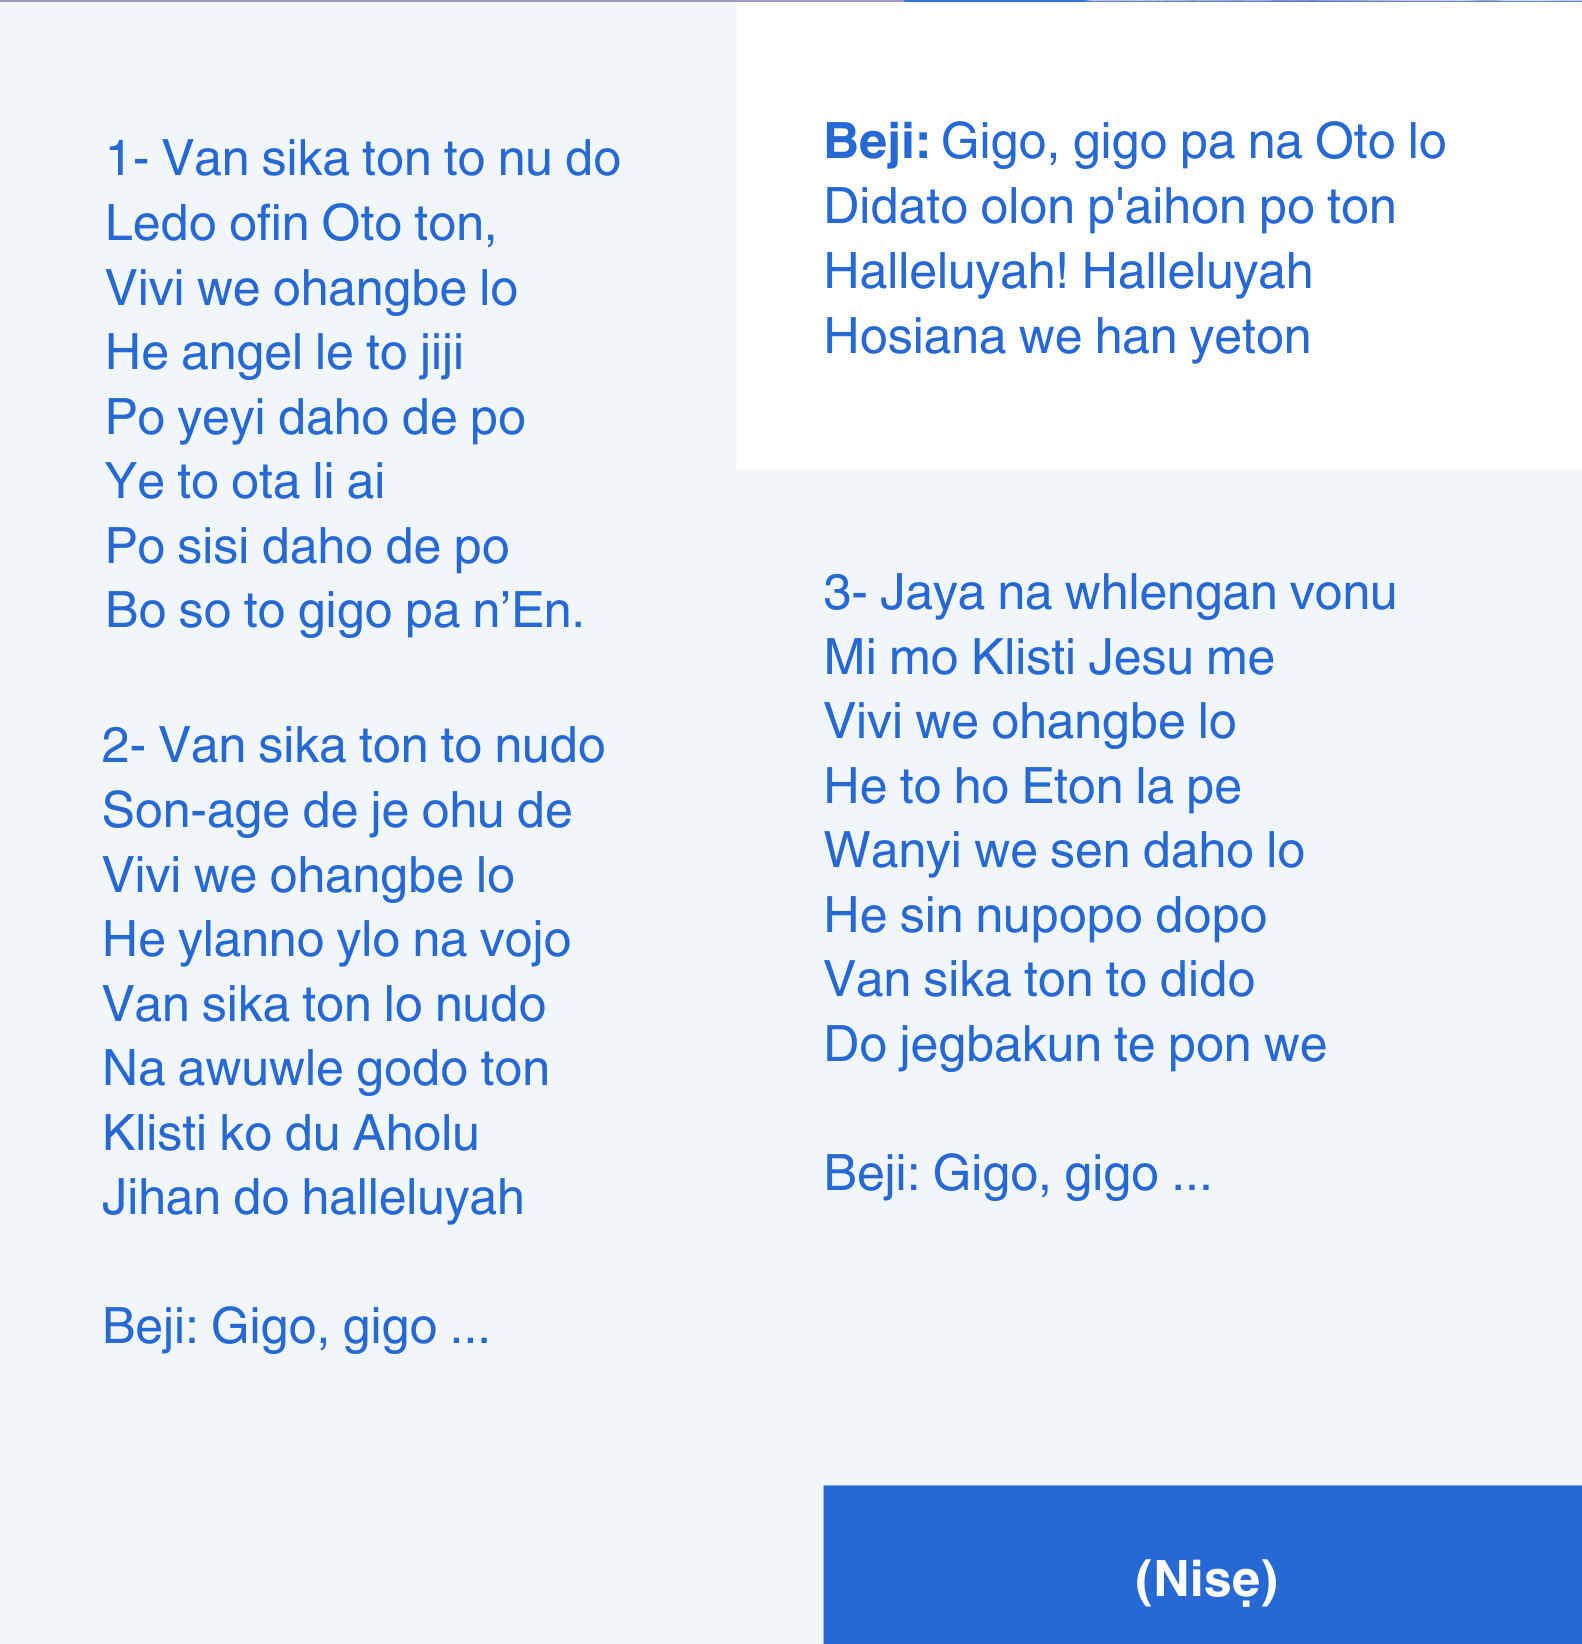 1- Van sika ton to nu do
Ledo ofin Oto ton,
Vivi we ohangbe lo
He angel le to jiji
Po yeyi daho de po
Ye to ota li ai
Po sisi daho de po
Bo so to gigo pa n’En.
2- Van sika ton to nudo
Son-age de je ohu de
Vivi we ohangbe lo
He ylanno ylo na vojo
Van sika ton lo nudo
Na awuwle godo ton
Klisti ko du Aholu
Jihan do halleluyah
Beji: Gigo, gigo ...
Beji: Gigo, gigo pa na Oto lo
Didato olon p'aihon po ton
Halleluyah! Halleluyah
Hosiana we han yeton
3- Jaya na whlengan vonu
Mi mo Klisti Jesu me
Vivi we ohangbe lo
He to ho Eton la pe
Wanyi we sen daho lo
He sin nupopo dopo
Van sika ton to dido
Do jegbakun te pon we
Beji: Gigo, gigo ...
(Nisẹ)